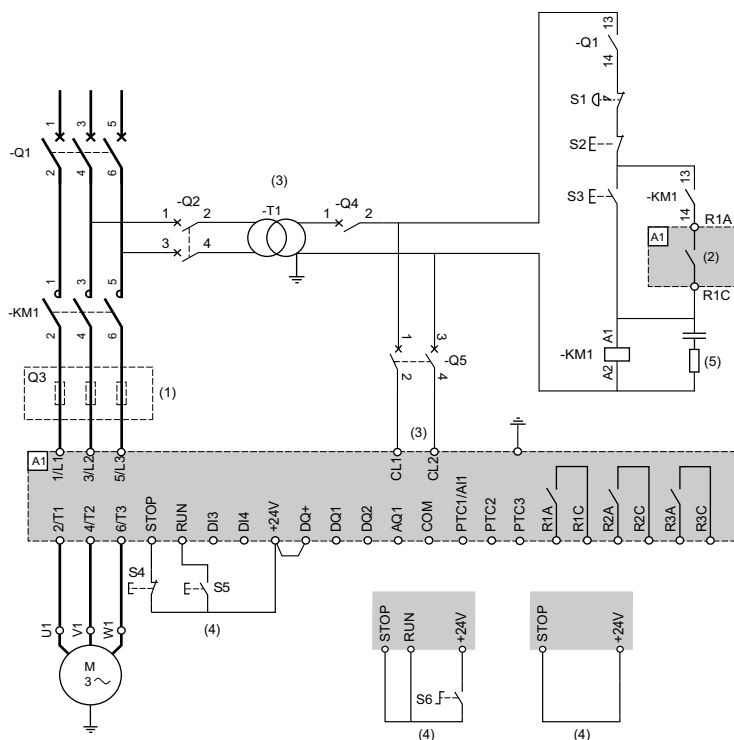 13
-Q1
14
S1
S2
S3
-KM1
13
14
R1A
A1
(2)
R1C
-KM1
A1
A2
(5)
1
3
5
-Q1
2
4
6
(3)
-Q2
1
2
3
4
-T1
-Q4
1
2
1
3
5
-KM1
2
4
6
1
3
-Q5
2
4
Q3
(1)
(3)
A1
1/L1
3/L2
5/L3
CL1
CL2
2/T1
4/T2
6/T3
STOP
RUN
DI3
DI4
+24V
DQ+
DQ1
DQ2
AQ1
COM
PTC1/AI1
PTC2
PTC3
R1A
R1C
R2A
R2C
R3A
R3C
S4
S5
(4)
U1
V1
W1
M
3
STOP
RUN
+24V
S6
(4)
STOP
+24V
(4)